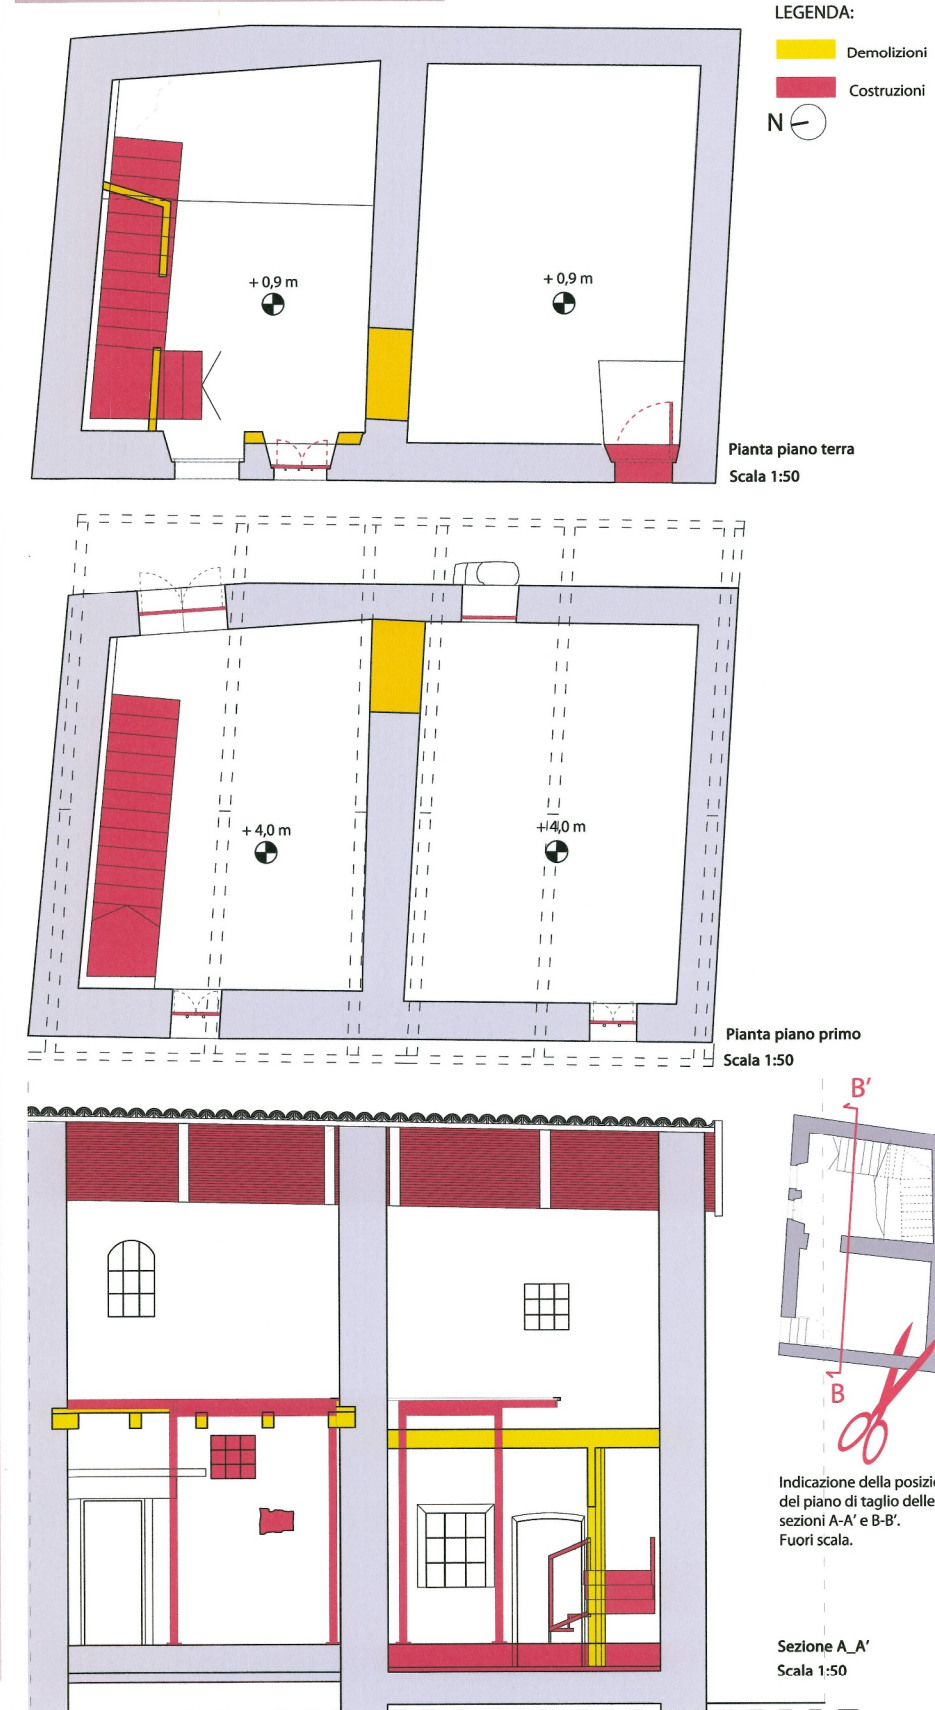 LEGENDA:
Demolizioni
Costruzioni
N
+ 0,9 m
+ 0,9 m
Pianta piano terra
Scala 1:50
+ 4,0 m
+ 4,0 m
Pianta piano primo
Scala 1:50
B'
B
Indicazione della posizio
del piano di taglio delle
sezioni A-A' e B-B'.
Fuori scala.
Sezione A_A'
Scala 1:50